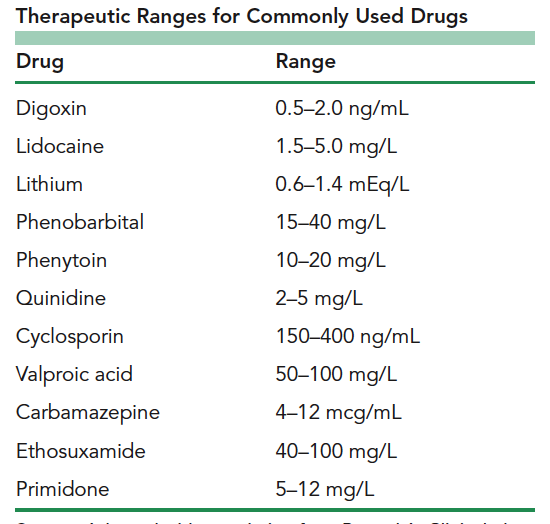 Therapeutic Ranges for Commonly Used Drugs
Drug Range
Digoxin 0.5–2.0 ng/mL
Lidocaine 1.5–5.0 mg/L
Lithium 0.6–1.4 mEq/L
Phenobarbital 15–40 mg/L
Phenytoin 10–20 mg/L
Quinidine 2–5 mg/L
Cyclosporin 150–400 ng/mL
Valproic acid 50–100 mg/L
Carbamazepine 4–12 mcg/mL
Ethosuxamide 40–100 mg/L
Primidone 5–12 mg/L